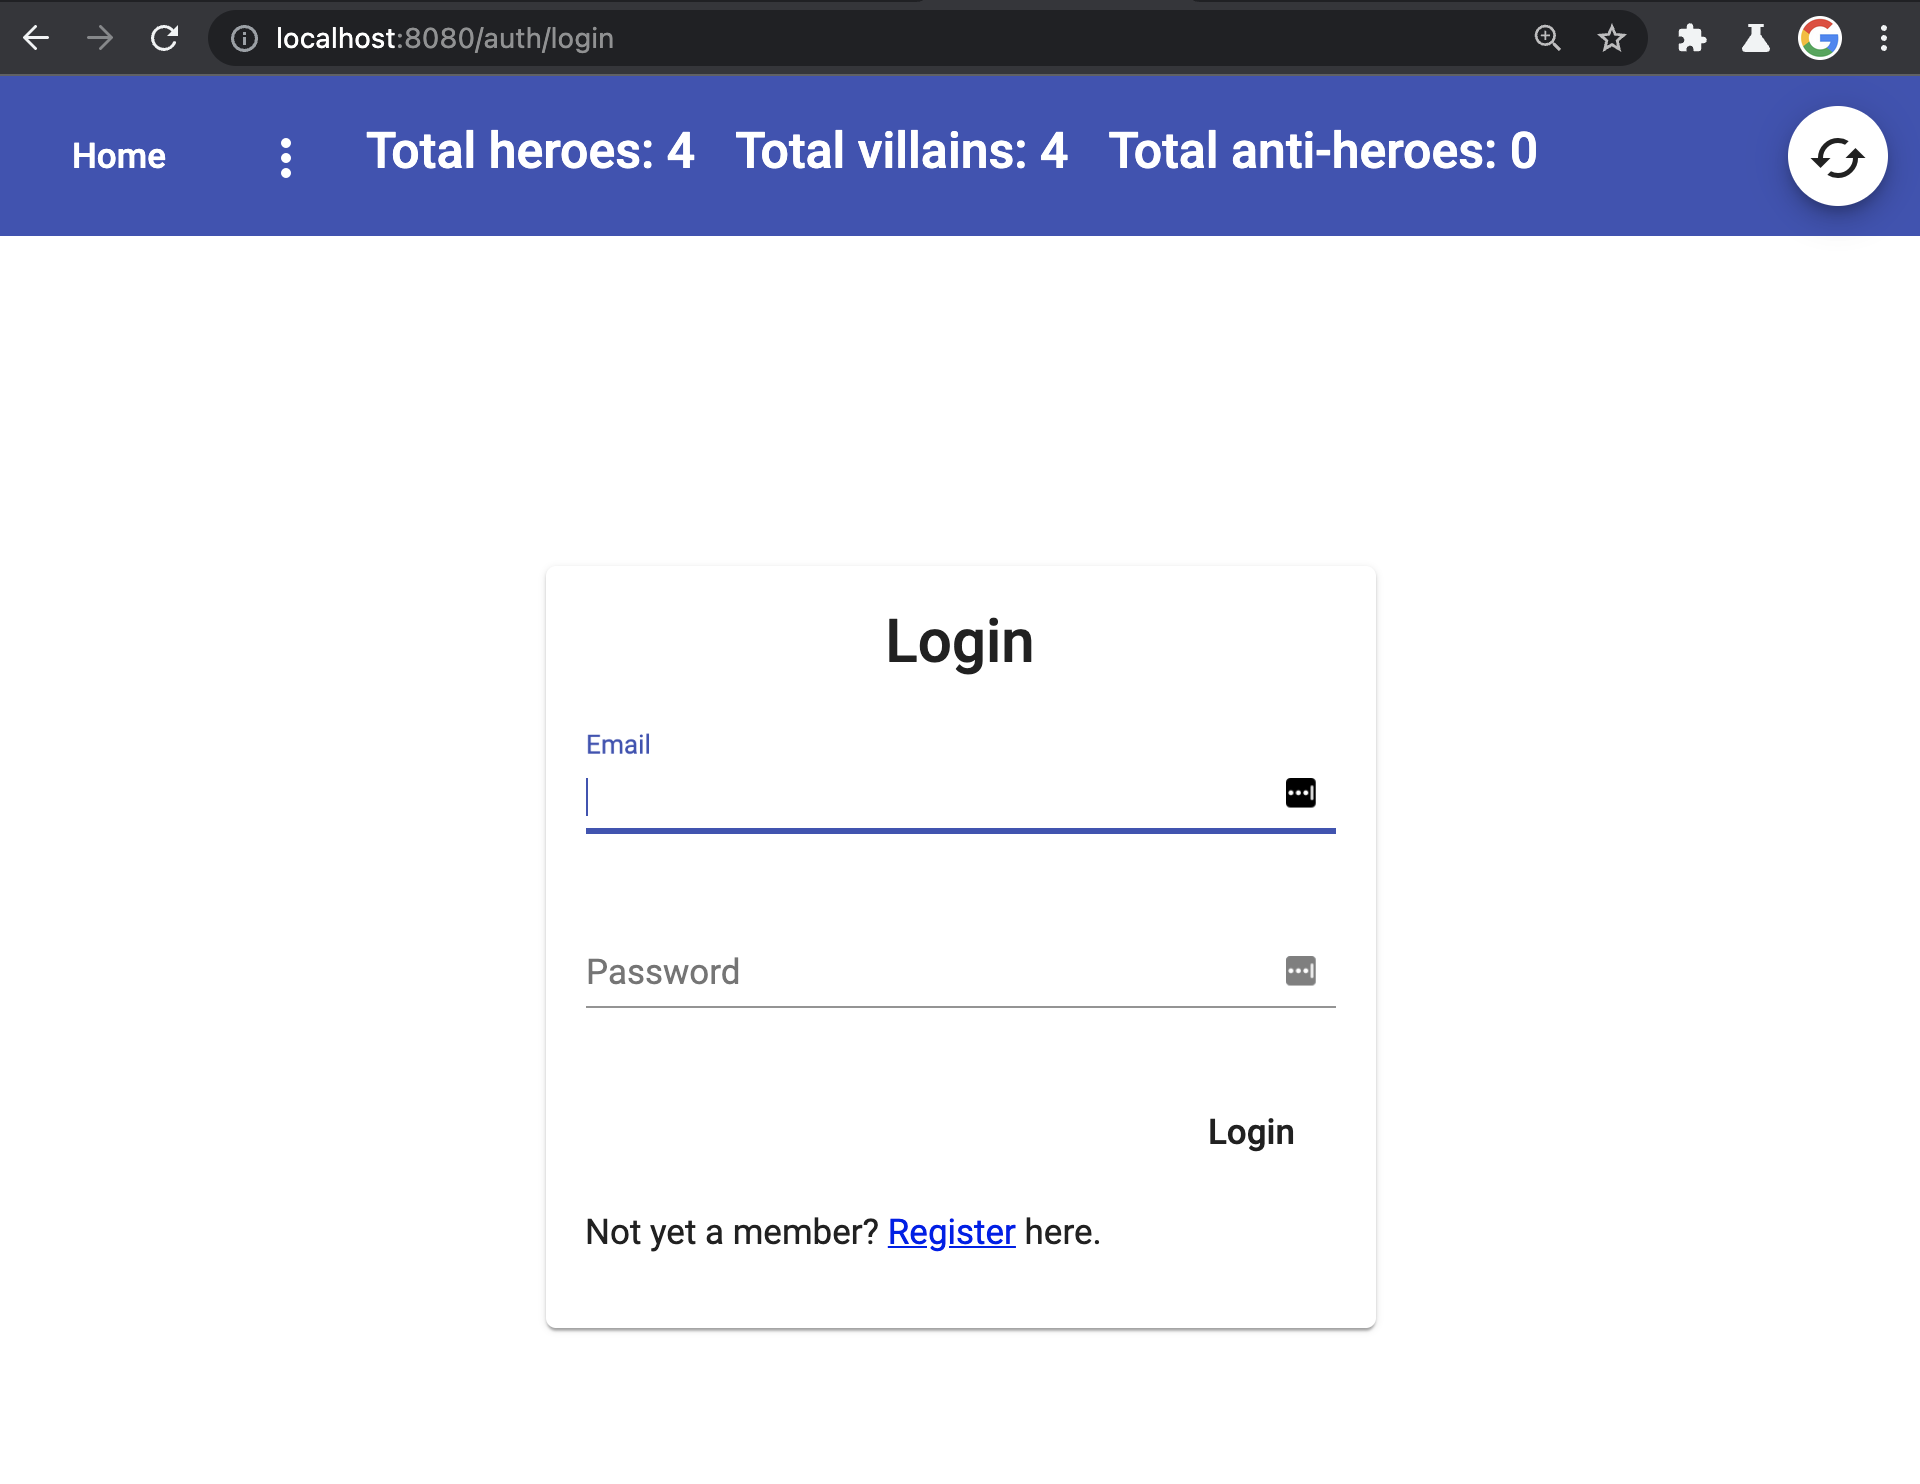 localhost:8080/auth/login
Home Total heroes: 4 Total villains: 4 Total anti-heroes: 0
Login
Email
Password
Login
Not yet a member? Register here.